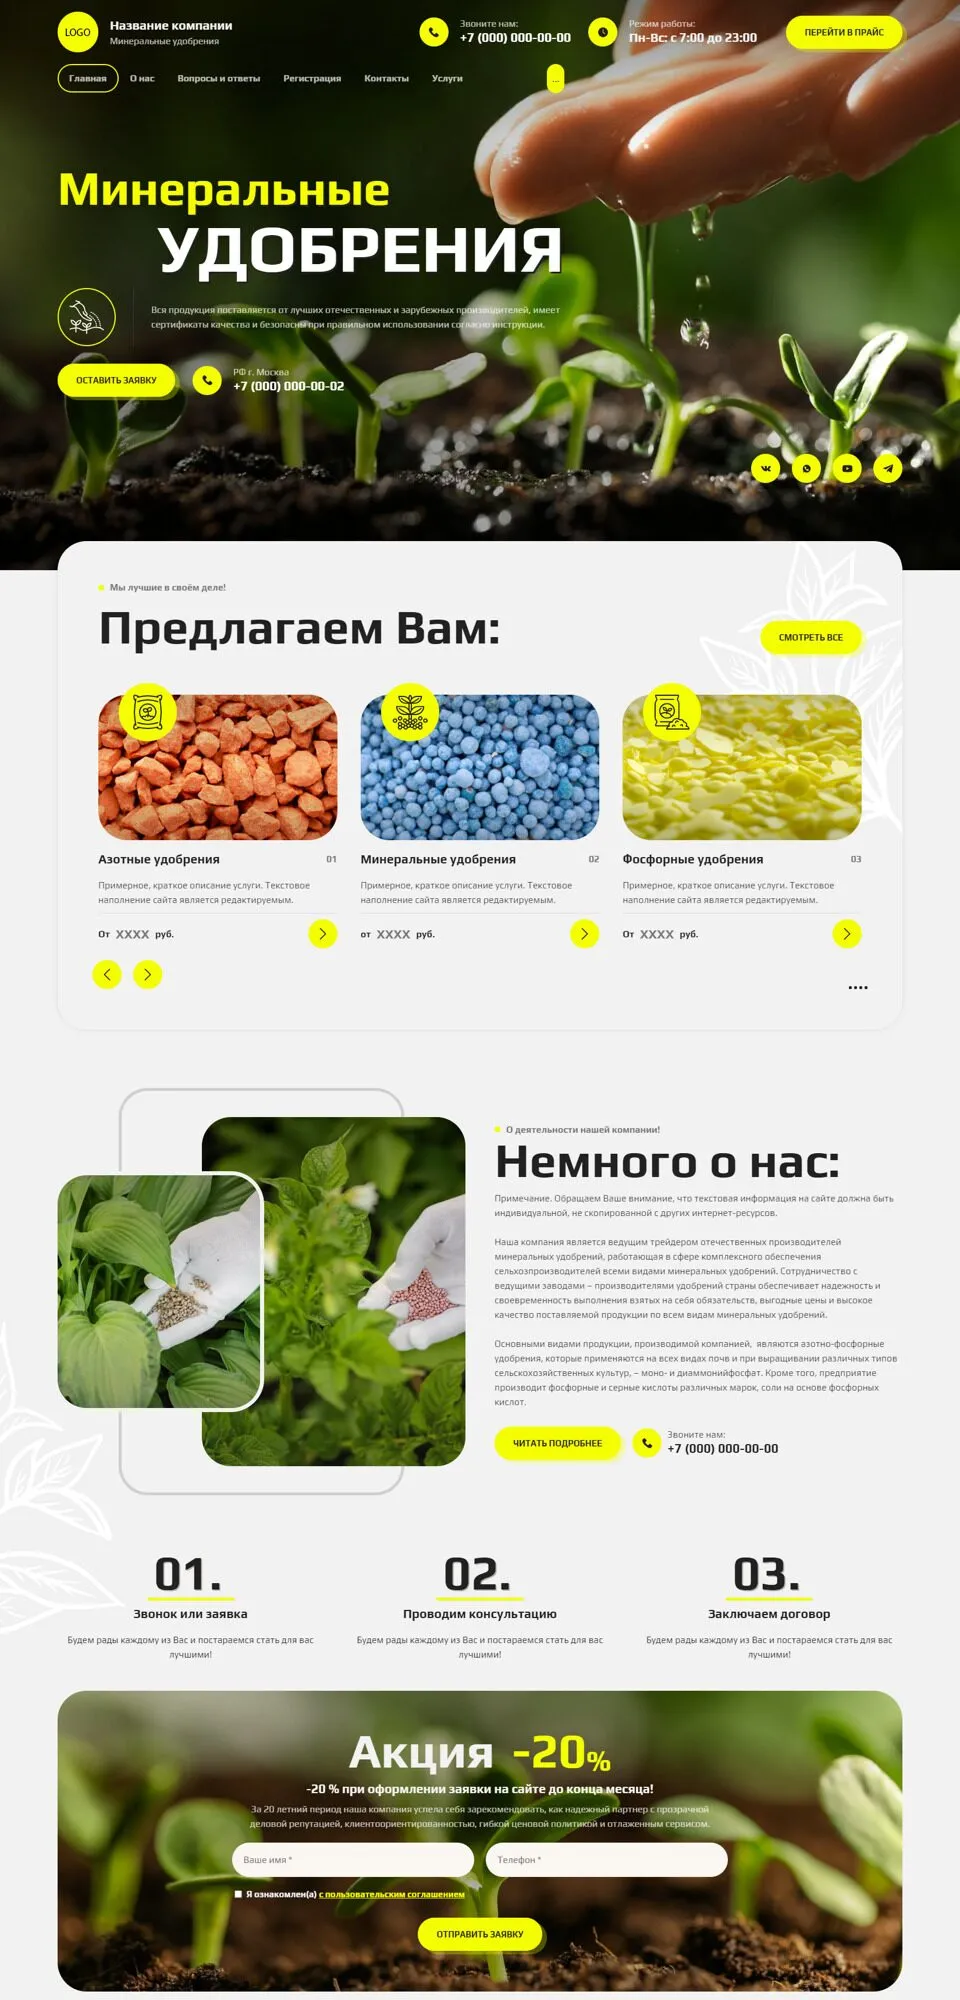 LOGO
Название компании
Минеральные удобрения
Звоните нам:
+7 (000) 000-00-00
Режим работы:
Пн-Вс: с 7:00 до 23:00
ПЕРЕЙТИ В ПРАЙС
Главная
О нас
Вопросы и ответы
Регистрация
Контакты
Услуги
...
Минеральные
УДОБРЕНИЯ
Вся продукция поставляется от лучших отечественных и зарубежных производителей, имеет
сертификаты качества и безопасны при правильном использовании согласно инструкции.
ОСТАВИТЬ ЗАЯВКУ
РФ г. Москва
+7 (000) 000-00-02
Мы лучшие в своём деле!
Предлагаем Вам:
СМОТРЕТЬ ВСЕ
Азотные удобрения
01
Примерное, краткое описание услуги. Текстовое
наполнение сайта является редактируемым.
От XXXX руб.
Минеральные удобрения
02
Примерное, краткое описание услуги. Текстовое
наполнение сайта является редактируемым.
от XXXX руб.
Фосфорные удобрения
03
Примерное, краткое описание услуги. Текстовое
наполнение сайта является редактируемым.
От XXXX руб.
О деятельности нашей компании!
Немного о нас:
Примечание. Обращаем Ваше внимание, что текстовая информация на сайте должна быть
индивидуальной, не скопированной с других интернет-ресурсов.
Наша компания является ведущим трейдером отечественных производителей
минеральных удобрений, работающая в сфере комплексного обеспечения
сельхозпроизводителей всеми видами минеральных удобрений. Сотрудничество с
ведущими заводами – производителями удобрений страны обеспечивает надежность и
своевременность выполнения взятых на себя обязательств, выгодные цены и высокое
качество поставляемой продукции по всем видам минеральных удобрений.
Основными видами продукции, производимой компанией, являются азотно-фосфорные
удобрения, которые применяются на всех видах почв и при выращивании различных типов
сельскохозяйственных культур, – моно- и диаммонийфосфат. Кроме того, предприятие
производит фосфорные и серные кислоты различных марок, соли на основе фосфорных
кислот.
ЧИТАТЬ ПОДРОБНЕЕ
Звоните нам:
+7 (000) 000-00-00
01.
Звонок или заявка
Будем рады каждому из Вас и постараемся стать для вас
лучшими!
02.
Проводим консультацию
Будем рады каждому из Вас и постараемся стать для вас
лучшими!
03.
Заключаем договор
Будем рады каждому из Вас и постараемся стать для вас
лучшими!
Акция -20%
-20 % при оформлении заявки на сайте до конца месяца!
За 20 летний период наша компания успела себя зарекомендовать, как надежный партнер с прозрачной
деловой репутацией, клиентоориентированностью, гибкой ценовой политикой и отлаженным сервисом.
Ваше имя *
Телефон *
Я ознакомлен(а) с пользовательским соглашением
ОТПРАВИТЬ ЗАЯВКУ